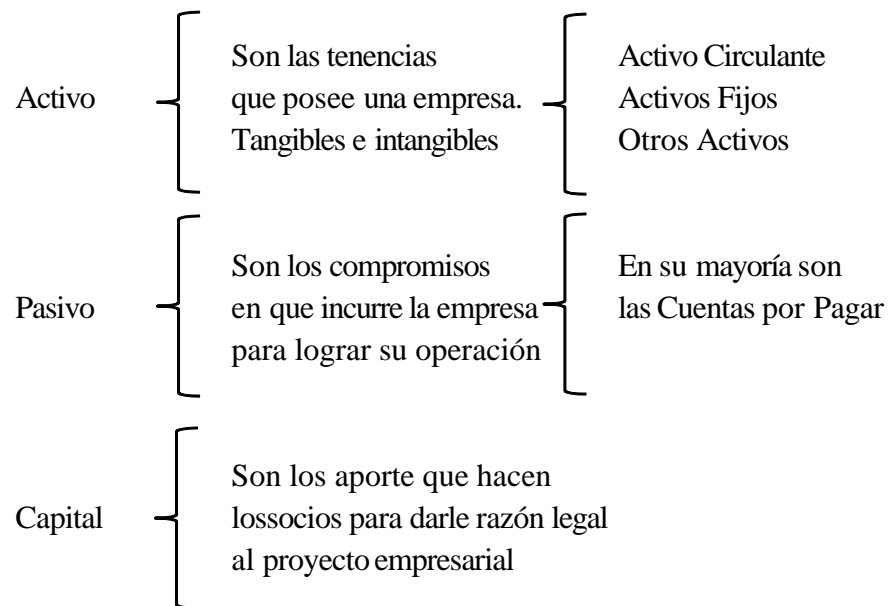 Activo
Son las tenencias
que posee una empresa.
Tangibles e intangibles
Activo Circulante
Activos Fijos
Otros Activos
Pasivo
Son los compromisos
en que incurre la empresa
para lograr su operación
En su mayoría son
las Cuentas por Pagar
Capital
Son los aporte que hacen
lossocios para darle razón legal
al proyecto empresarial